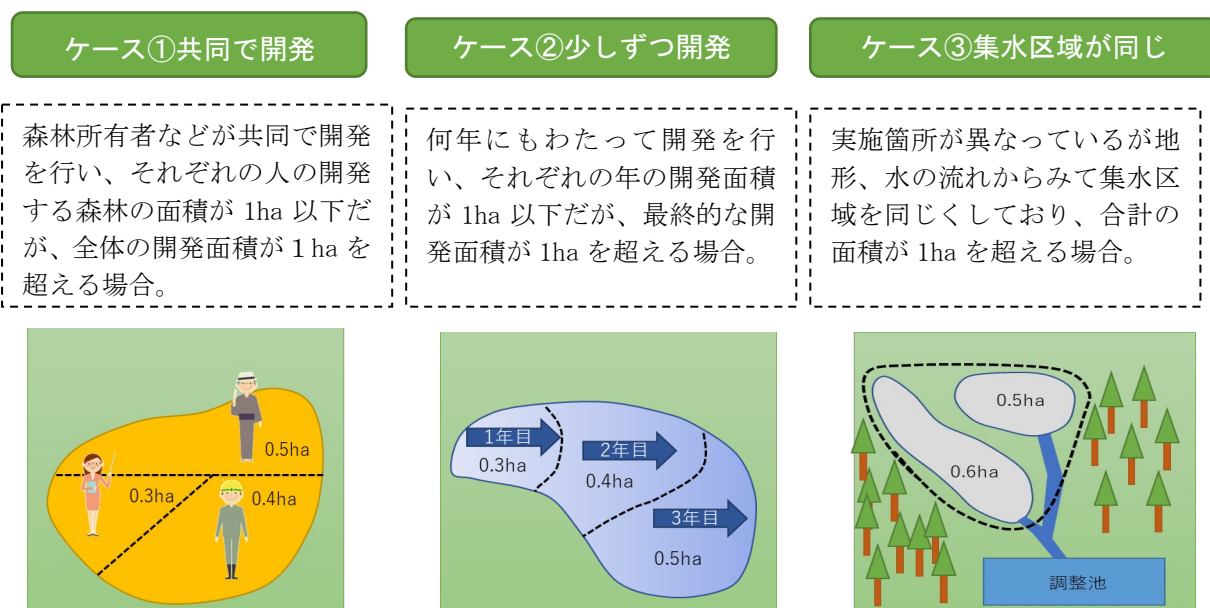 ケース①共同で開発
森林所有者などが共同で開発
を行い、それぞれの人の開発
する森林の面積が 1ha 以下だ
が、全体の開発面積が１ha を
超える場合。
0.5ha
0.3ha
0.4ha
ケース②少しずつ開発
何年にもわたって開発を行
い、それぞれの年の開発面積
が 1ha 以下だが、最終的な開
発面積が 1ha を超える場合。
1年目
0.3ha
2年目
0.4ha
3年目
0.5ha
ケース③集水区域が同じ
実施箇所が異なっているが地
形、水の流れからみて集水区
域を同じくしており、合計の
面積が 1ha を超える場合。
0.5ha
0.6ha
調整池